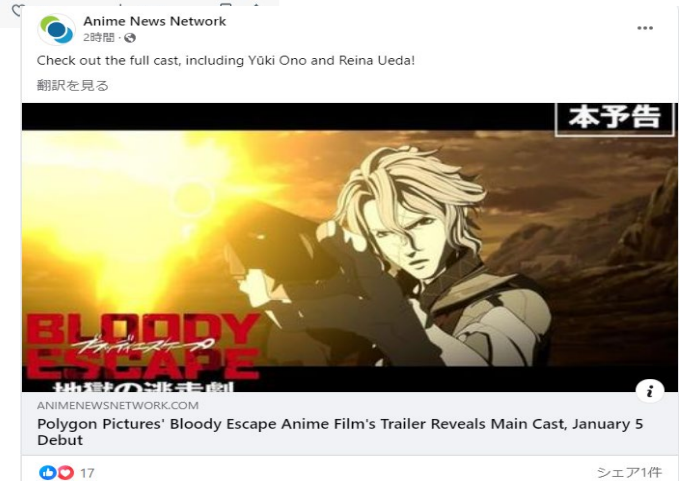 Anime News Network
2時間 ·
Check out the full cast, including Yūki Ono and Reina Ueda!
翻訳を見る
本予告
BLOODY
ブラッディエスケープ
ESCAPE
地獄の逃走劇
ANIMENEWSNETWORK.COM
Polygon Pictures' Bloody Escape Anime Film's Trailer Reveals Main Cast, January 5
Debut
17
シェア1件